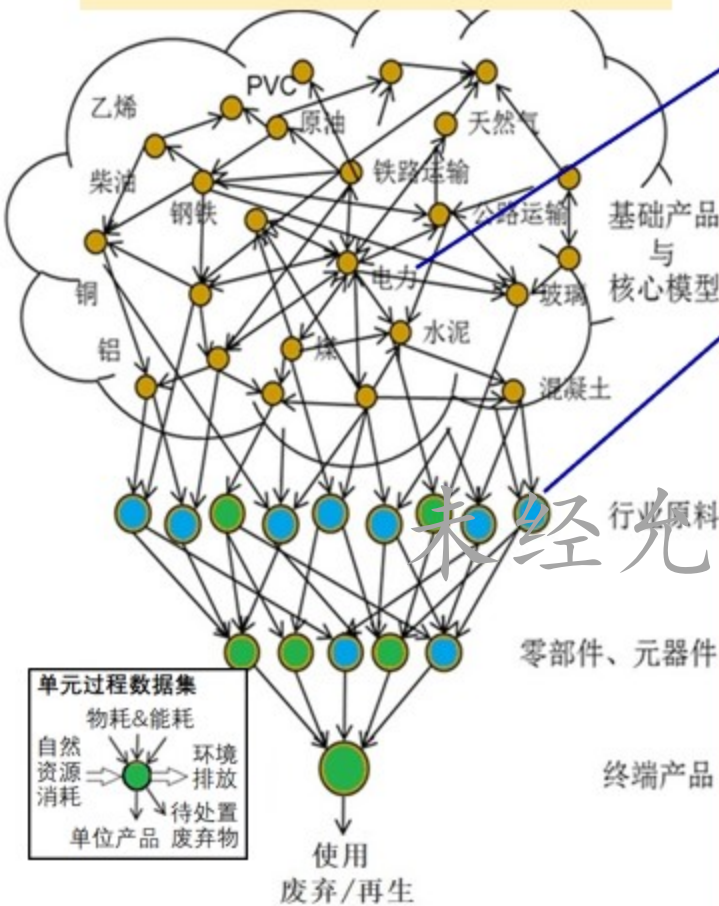 PVC
乙烯
原油
天然气
柴油
铁路运输
钢铁
公路运输
基础产品
与
核心模型
电力
铜
玻璃
铝
煤
水泥
混凝土
行业原料
未经允
零部件、元器件
单元过程数据集
物耗&能耗
自然
资源
消耗
环境
排放
待处置
废弃物
单位产品
终端产品
使用
废弃/再生